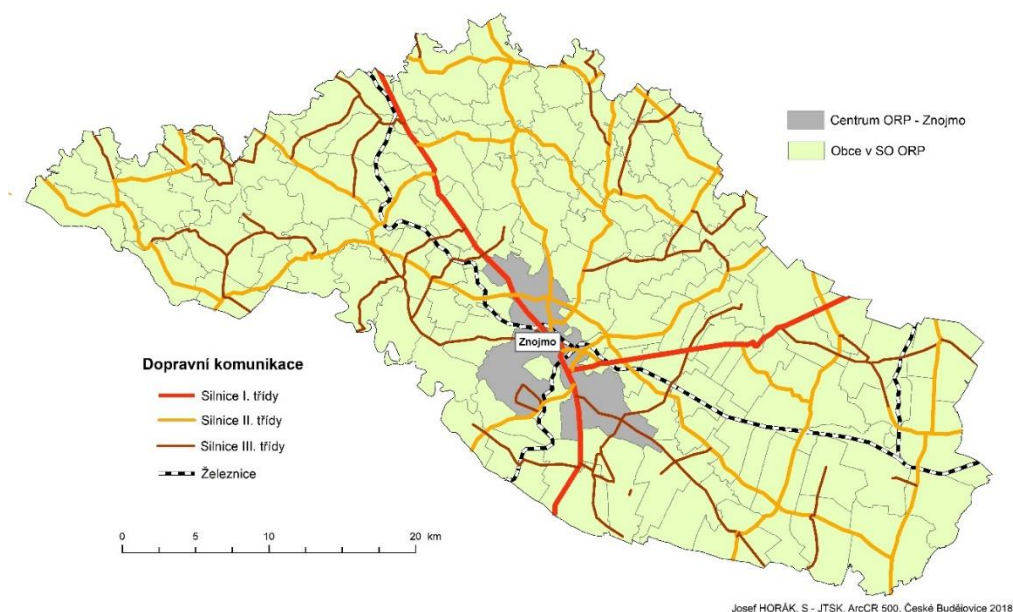 Centrum ORP - Znojmo
Obce v SO ORP
Znojmo
Dopravní komunikace
Silnice I. třídy
Silnice II. třídy
Silnice III. třídy
Železnice
0 5 10 20 km
Josef HORÁK, S - JTSK, ArcCR 500, České Budějovice 2018